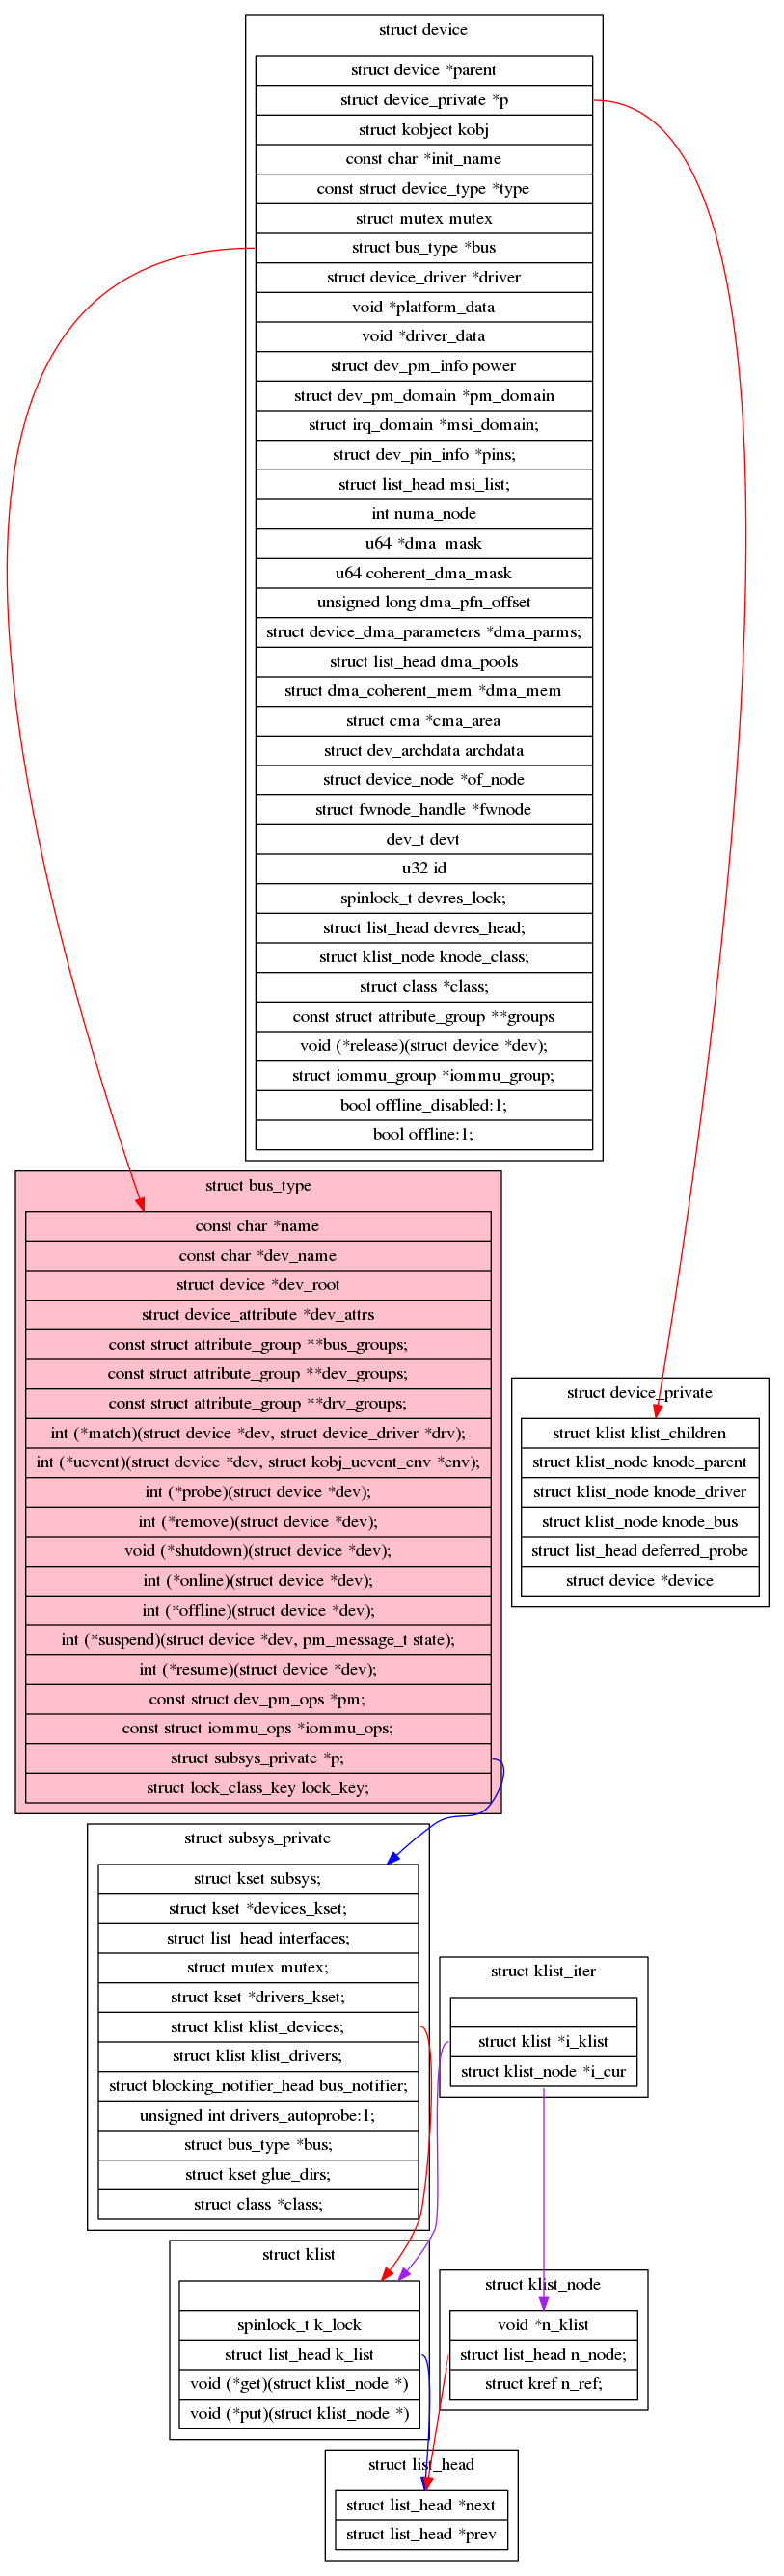 struct device
struct device *parent
struct device_private *p
struct kobject kobj
const char *init_name
const struct device_type *type
struct mutex mutex
struct bus_type *bus
struct device_driver *driver
void *platform_data
void *driver_data
struct dev_pm_info power
struct dev_pm_domain *pm_domain
struct irq_domain *msi_domain;
struct dev_pin_info *pins;
struct list_head msi_list;
int numa_node
u64 *dma_mask
u64 coherent_dma_mask
unsigned long dma_pfn_offset
struct device_dma_parameters *dma_parms;
struct list_head dma_pools
struct dma_coherent_mem *dma_mem
struct cma *cma_area
struct dev_archdata archdata
struct device_node *of_node
struct fwnode_handle *fwnode
dev_t devt
u32 id
spinlock_t devres_lock;
struct list_head devres_head;
struct klist_node knode_class;
struct class *class;
const struct attribute_group **groups
void (*release)(struct device *dev);
struct iommu_group *iommu_group;
bool offline_disabled:1;
bool offline:1;
struct bus_type
const char *name
const char *dev_name
struct device *dev_root
struct device_attribute *dev_attrs
const struct attribute_group **bus_groups;
const struct attribute_group **dev_groups;
const struct attribute_group **drv_groups;
int (*match)(struct device *dev, struct device_driver *drv);
int (*uevent)(struct device *dev, struct kobj_uevent_env *env);
int (*probe)(struct device *dev);
int (*remove)(struct device *dev);
void (*shutdown)(struct device *dev);
int (*online)(struct device *dev);
int (*offline)(struct device *dev);
int (*suspend)(struct device *dev, pm_message_t state);
int (*resume)(struct device *dev);
const struct dev_pm_ops *pm;
const struct iommu_ops *iommu_ops;
struct subsys_private *p;
struct lock_class_key lock_key;
struct device_private
struct klist klist_children
struct klist_node knode_parent
struct klist_node knode_driver
struct klist_node knode_bus
struct list_head deferred_probe
struct device *device
struct subsys_private
struct kset subsys;
struct kset *devices_kset;
struct list_head interfaces;
struct mutex mutex;
struct kset *drivers_kset;
struct klist klist_devices;
struct klist klist_drivers;
struct blocking_notifier_head bus_notifier;
unsigned int drivers_autoprobe:1;
struct bus_type *bus;
struct kset glue_dirs;
struct class *class;
struct klist_iter
struct klist *i_klist
struct klist_node *i_cur
struct klist
spinlock_t k_lock
struct list_head k_list
void (*get)(struct klist_node *)
void (*put)(struct klist_node *)
struct klist_node
void *n_klist
struct list_head n_node;
struct kref n_ref;
struct list_head
struct list_head *next
struct list_head *prev